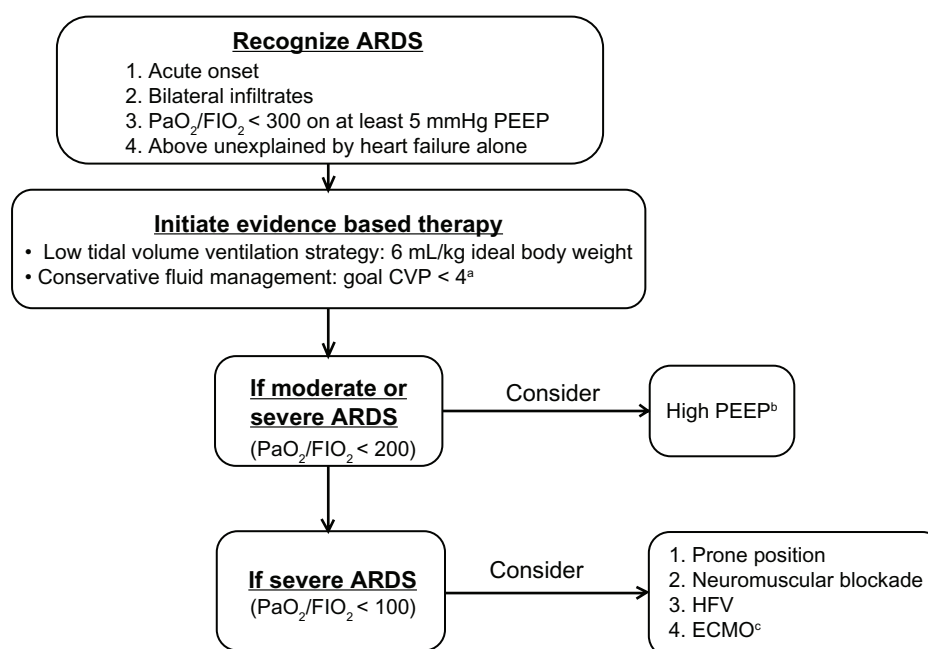 Recognize ARDS
1. Acute onset
2. Bilateral infiltrates
3. PaO₂/FIO₂ < 300 on at least 5 mmHg PEEP
4. Above unexplained by heart failure alone
Initiate evidence based therapy
• Low tidal volume ventilation strategy: 6 mL/kg ideal body weight
• Conservative fluid management: goal CVP < 4ᵃ
If moderate or
severe ARDS
(PaO₂/FIO₂ < 200)
Consider
High PEEPᵇ
If severe ARDS
(PaO₂/FIO₂ < 100)
Consider
1. Prone position
2. Neuromuscular blockade
3. HFV
4. ECMOᶜ